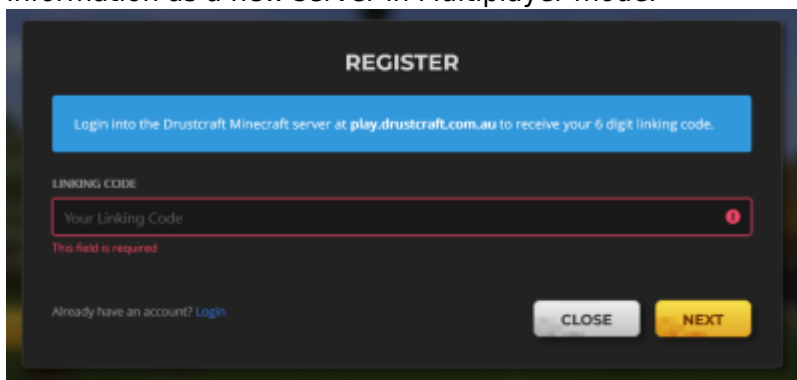 information as a new server in Multiplayer mode.
REGISTER
Login into the Drustcraft Minecraft server at play.drustcraft.com.au to receive your 6 digit linking code.
LINKING CODE
Your Linking Code
This field is required
Already have an account? Login
CLOSE
NEXT